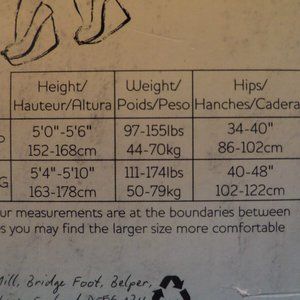 Height/ Weight/ Hips/
Hauteur/Altura Poids/Peso Hanches/Cadera
5'0"-5'6" 97-155lbs 34-40"
152-168cm 44-70kg 86-102cm
G 5'4"-5'10" 111-174lbs 40-48"
163-178cm 50-79kg 102-122cm
ur measurements are at the boundaries between
es you may find the larger size more comfortable
Mill, Bridge Foot, Belper,